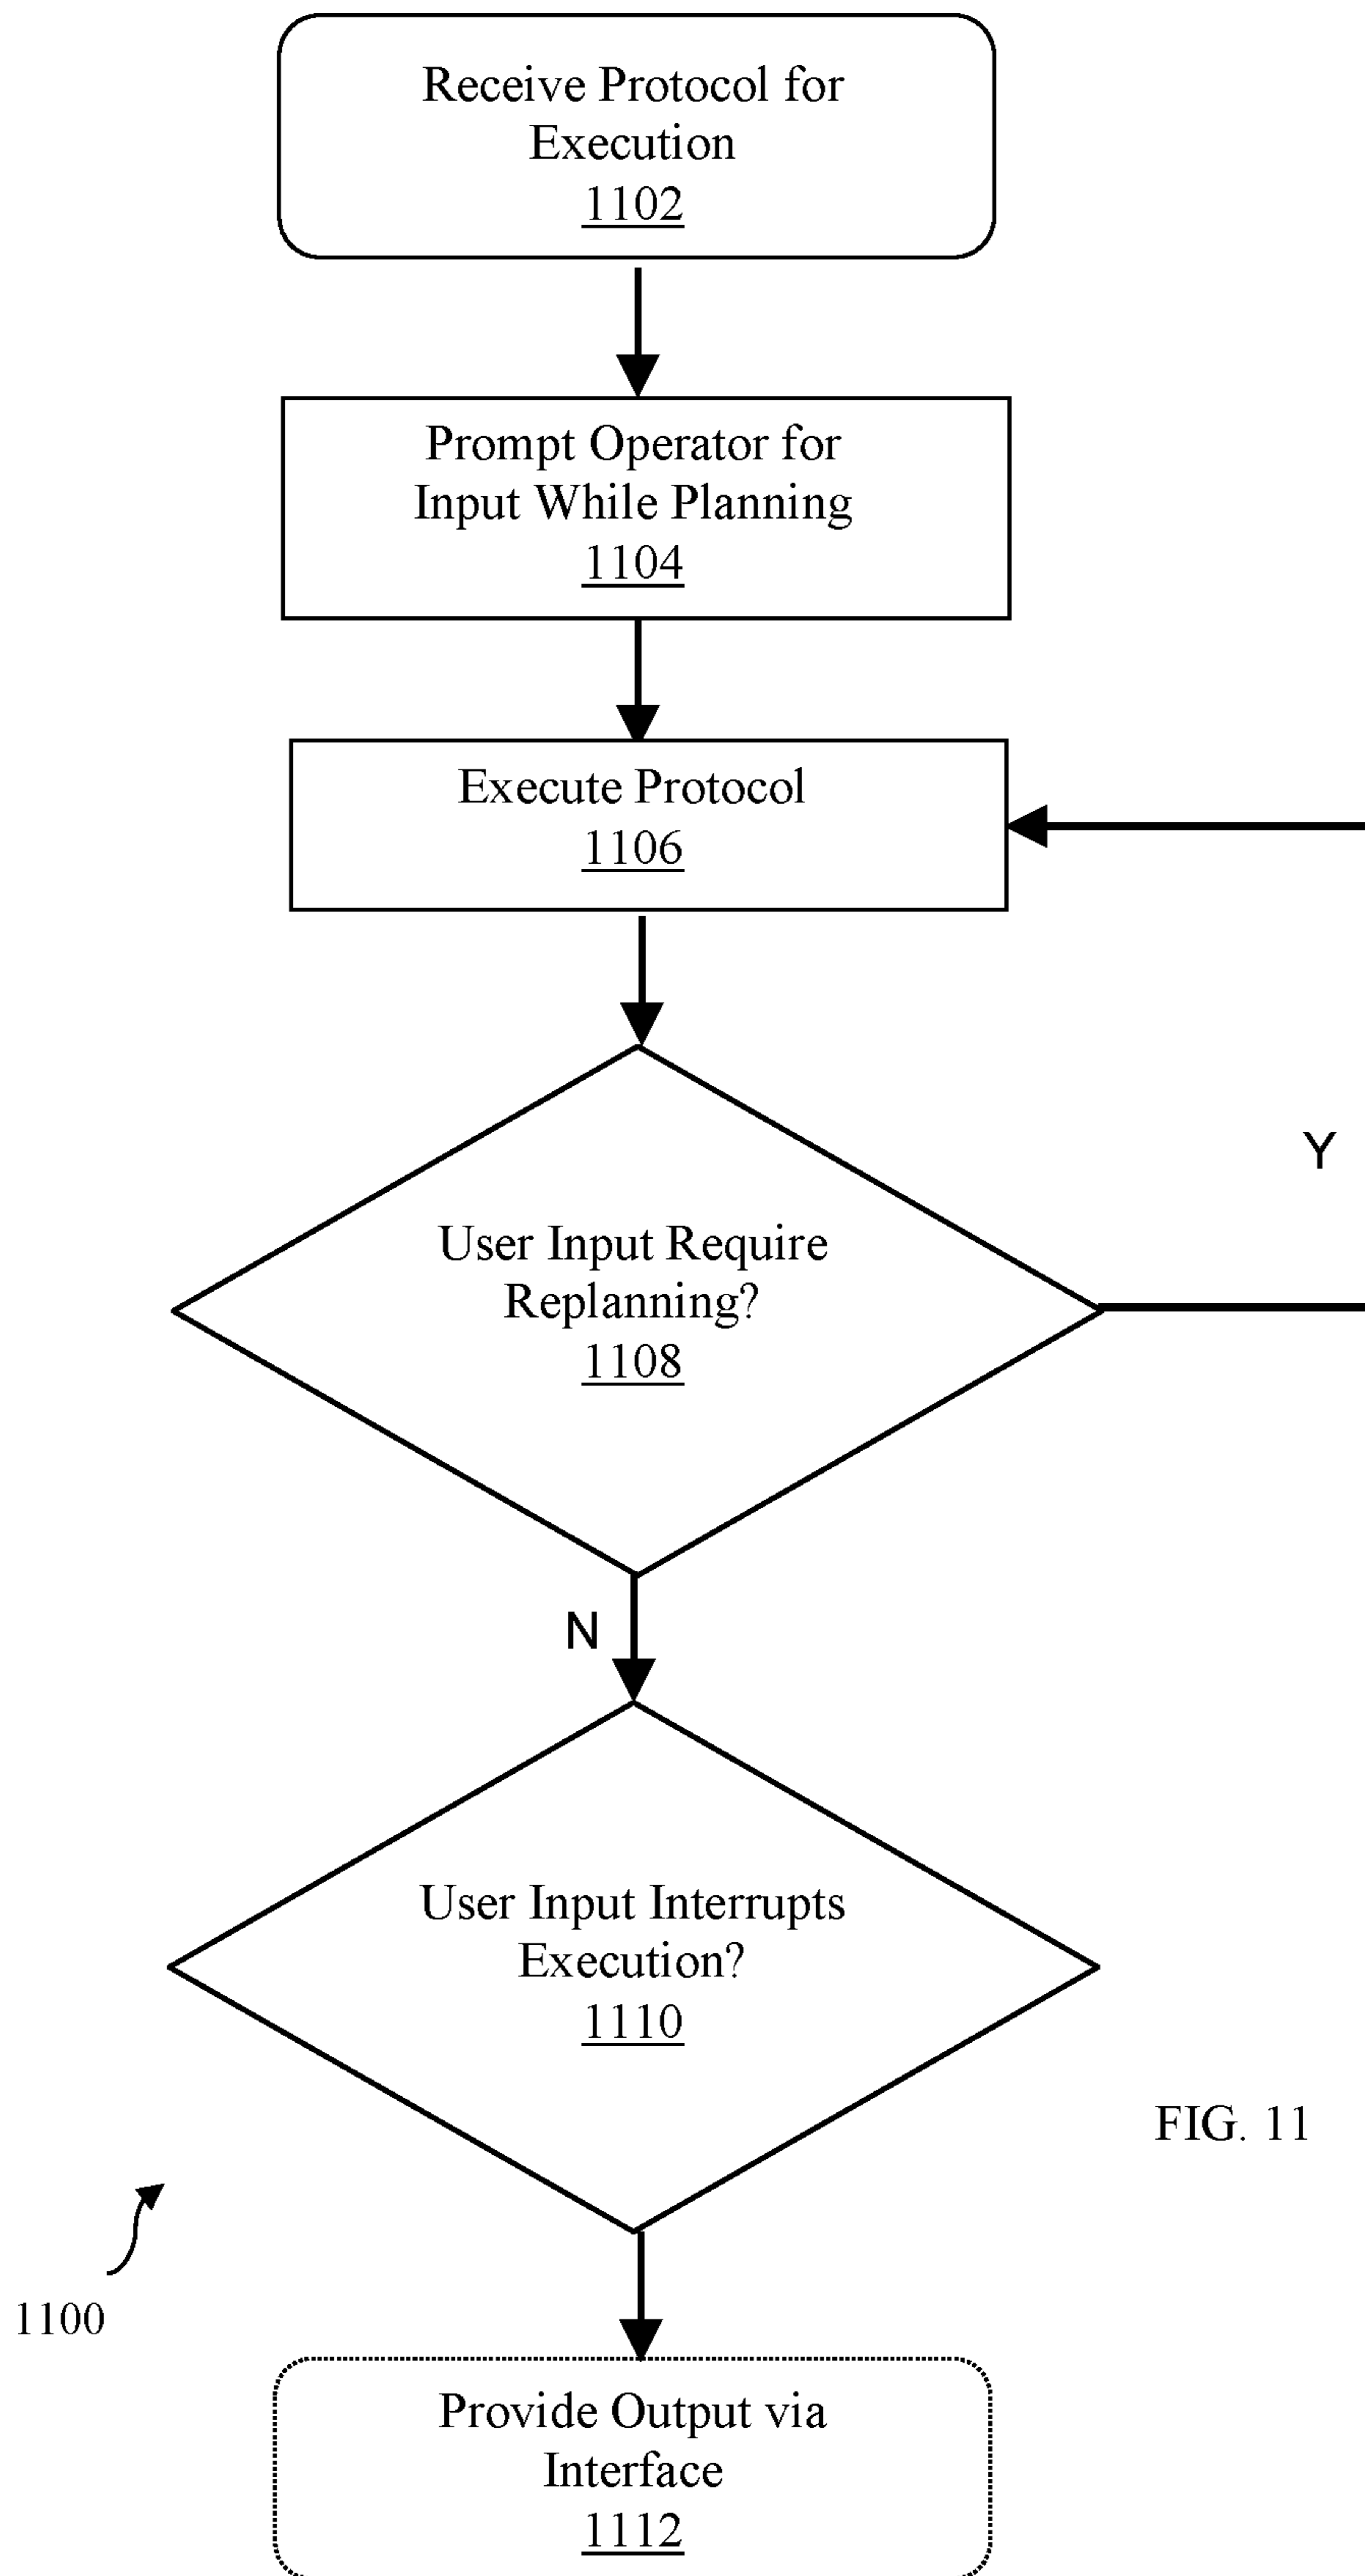 Receive Protocol for
Execution
1102
Prompt Operator for
Input While Planning
1104
Execute Protocol
1106
Y
User Input Require
Replanning?
1108
N
User Input Interrupts
Execution?
1110
FIG. 11
1100
Provide Output via
Interface
1112